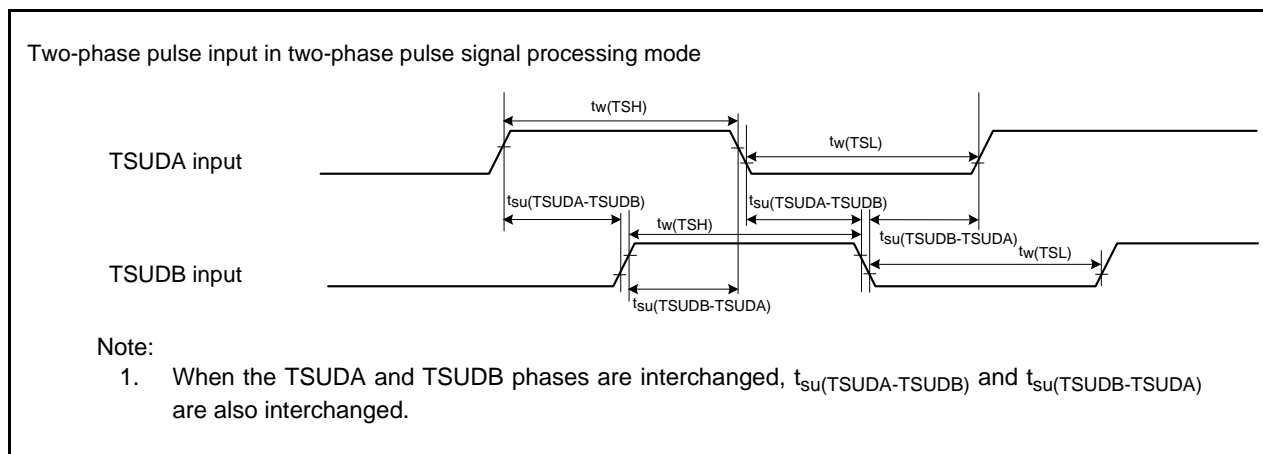 Two-phase pulse input in two-phase pulse signal processing mode
tw(TSH)
TSUDA input
tw(TSL)
tsu(TSUDA-TSUDB)
tsu(TSUDA-TSUDB)
tw(TSH)
tsu(TSUDB-TSUDA)
tw(TSL)
TSUDB input
tsu(TSUDB-TSUDA)
Note:
1. When the TSUDA and TSUDB phases are interchanged, tsu(TSUDA-TSUDB) and tsu(TSUDB-TSUDA)
are also interchanged.